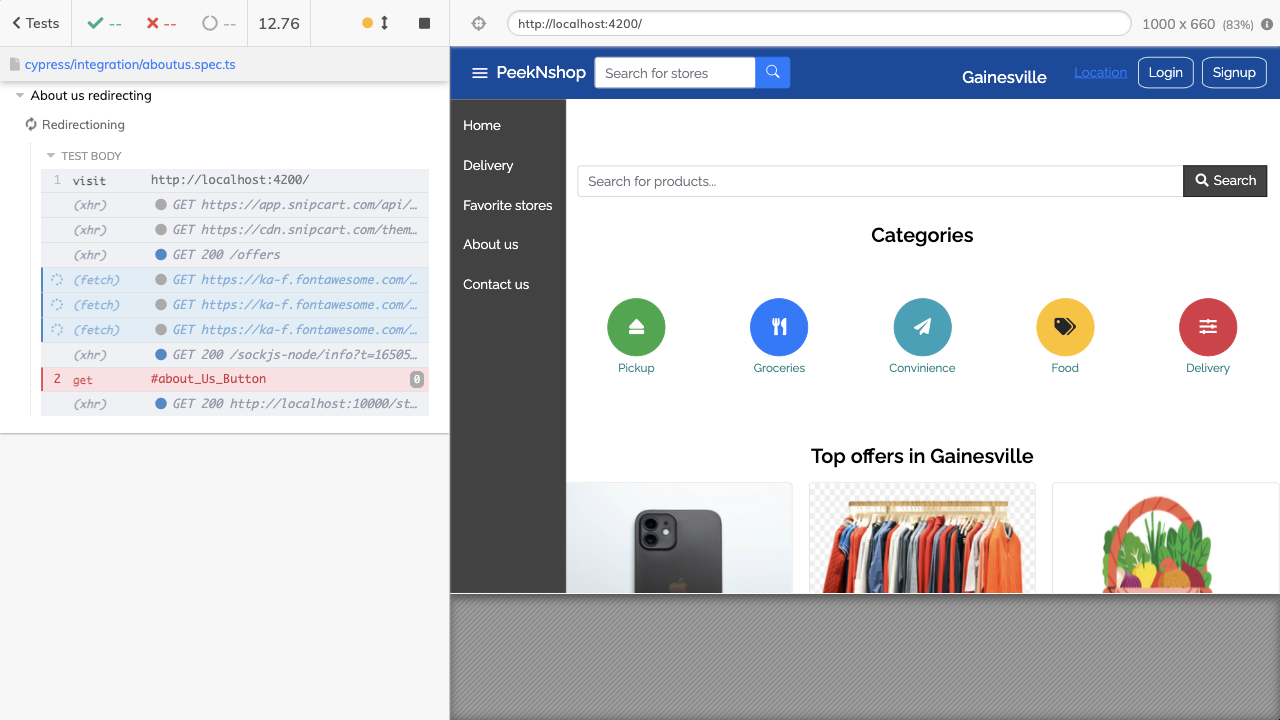 Tests
--
--
--
12.76
http://localhost:4200/
1000 x 660 (83%)
cypress/integration/aboutus.spec.ts
About us redirecting
Redirectioning
TEST BODY
1 visit http://localhost:4200/
(xhr) GET https://app.snipcart.com/api/…
(xhr) GET https://cdn.snipcart.com/them…
(xhr) GET 200 /offers
(fetch) GET https://ka-f.fontawesome.com/…
(fetch) GET https://ka-f.fontawesome.com/…
(fetch) GET https://ka-f.fontawesome.com/…
(xhr) GET 200 /sockjs-node/info?t=16505…
2 get #about_Us_Button 0
(xhr) GET 200 http://localhost:10000/st…
PeekNshop
Search for stores
Gainesville
Location
Login
Signup
Home
Delivery
Favorite stores
About us
Contact us
Search for products...
Search
Categories
Pickup
Groceries
Convinience
Food
Delivery
Top offers in Gainesville